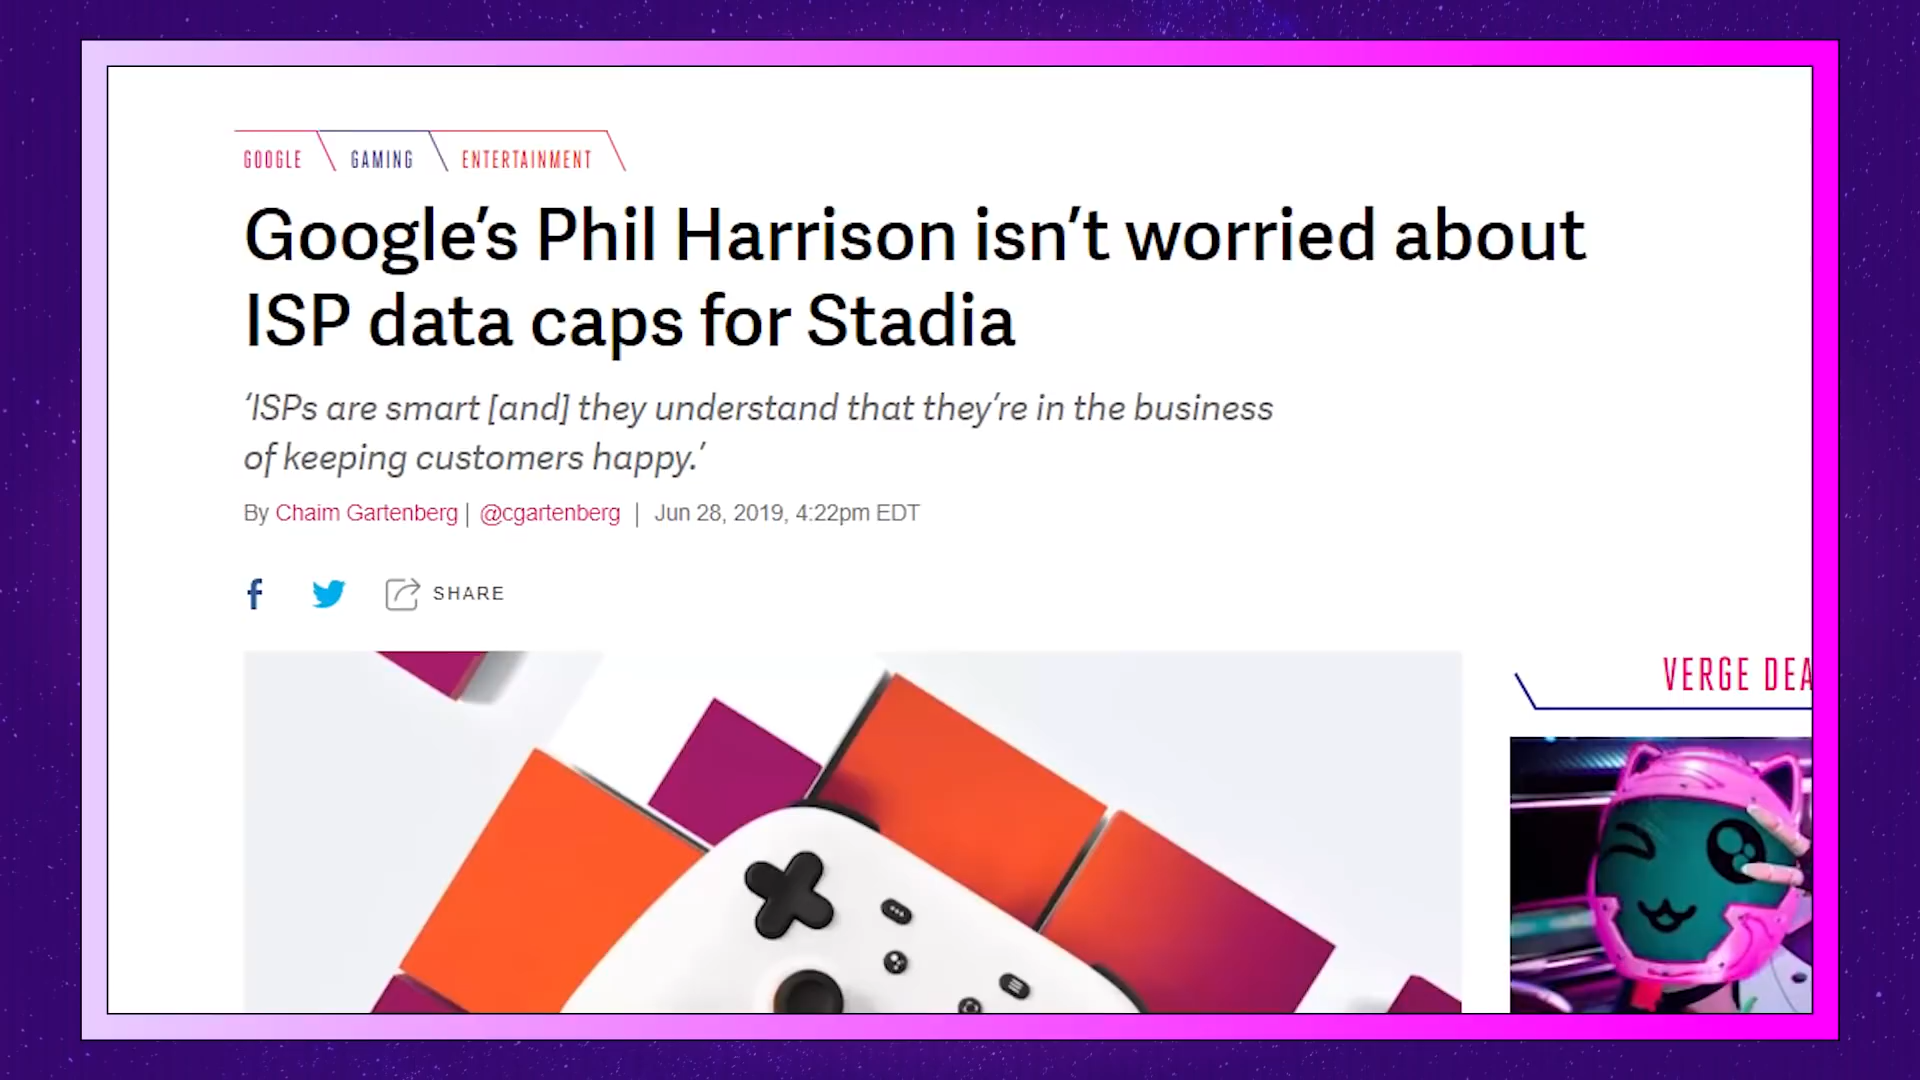 GOOGLE GAMING ENTERTAINMENT
Google’s Phil Harrison isn’t worried about
ISP data caps for Stadia
‘ISPs are smart [and] they understand that they’re in the business
of keeping customers happy.’
By Chaim Gartenberg | @cgartenberg | Jun 28, 2019, 4:22pm EDT
SHARE
VERGE DEA